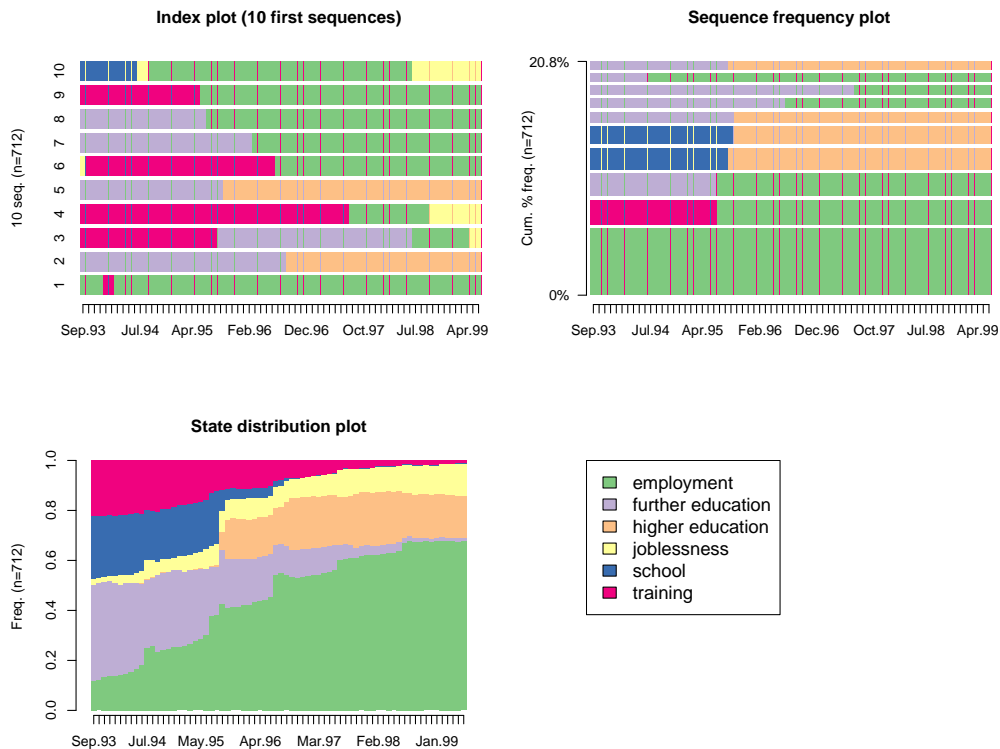 Index plot (10 first sequences)
10 seq. (n=712)
10
9
8
7
6
5
4
3
2
1
Sep.93 Jul.94 Apr.95 Feb.96 Dec.96 Oct.97 Jul.98 Apr.99
Sequence frequency plot
Cum. % freq. (n=712)
20.8%
0%
Sep.93 Jul.94 Apr.95 Feb.96 Dec.96 Oct.97 Jul.98 Apr.99
State distribution plot
Freq. (n=712)
1.0
0.8
0.6
0.4
0.2
0.0
Sep.93 Jul.94 May.95 Apr.96 Mar.97 Feb.98 Jan.99
employment
further education
higher education
joblessness
school
training